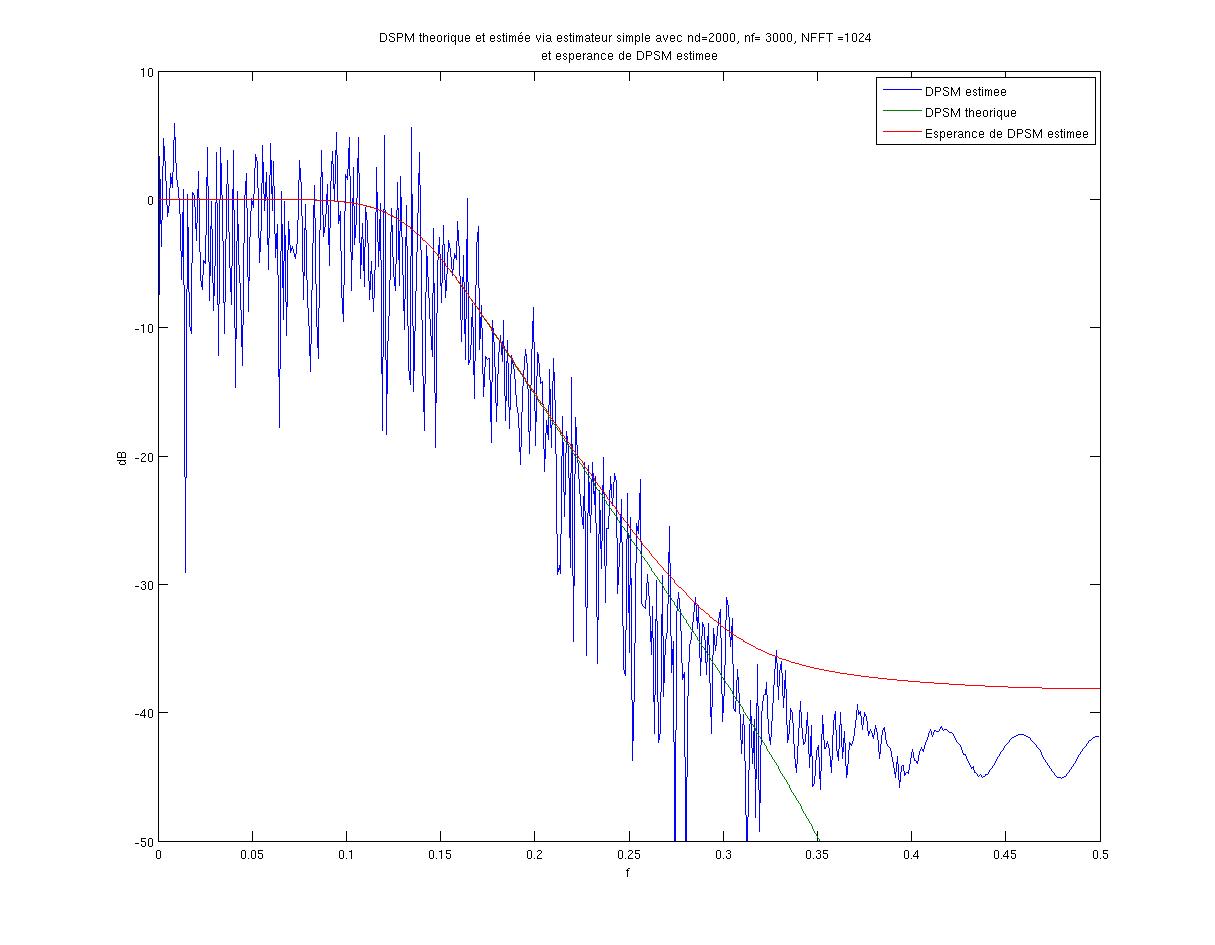 DSPM theorique et estimée via estimateur simple avec nd=2000, nf= 3000, NFFT =1024
et esperance de DPSM estimee
DPSM estimee
DPSM theorique
Esperance de DPSM estimee
dB
10
0
-10
-20
-30
-40
-50
0 0.05 0.1 0.15 0.2 0.25 0.3 0.35 0.4 0.45 0.5
f